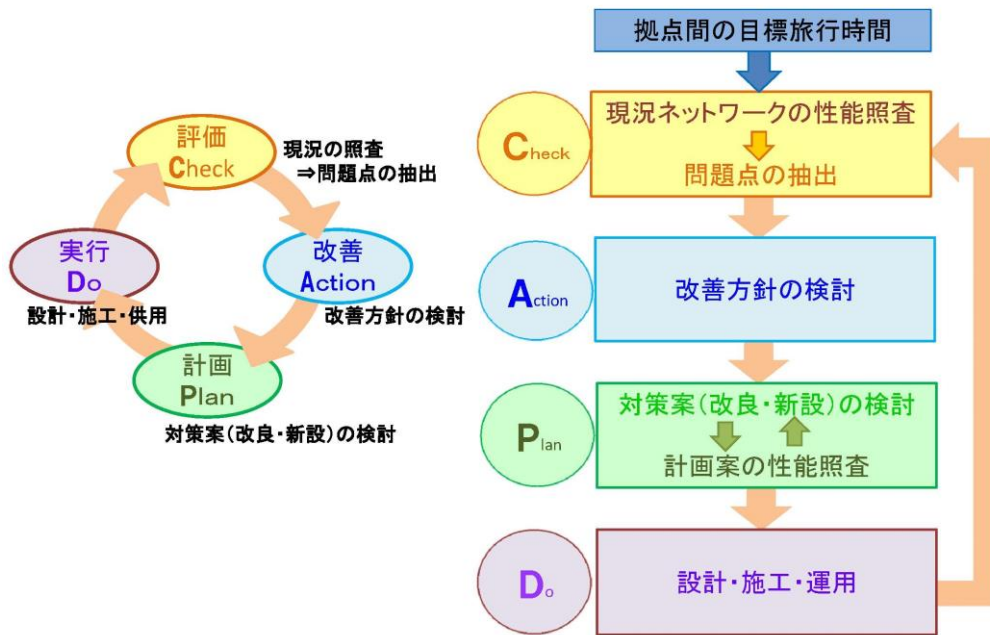 評価
Check
現況の照査
⇒問題点の抽出
実行
Do
設計・施工・供用
改善
Action
改善方針の検討
計画
Plan
対策案(改良・新設)の検討
拠点間の目標旅行時間
Check
現況ネットワークの性能照査
問題点の抽出
Action
改善方針の検討
Plan
対策案(改良・新設)の検討
計画案の性能照査
Do
設計・施工・運用